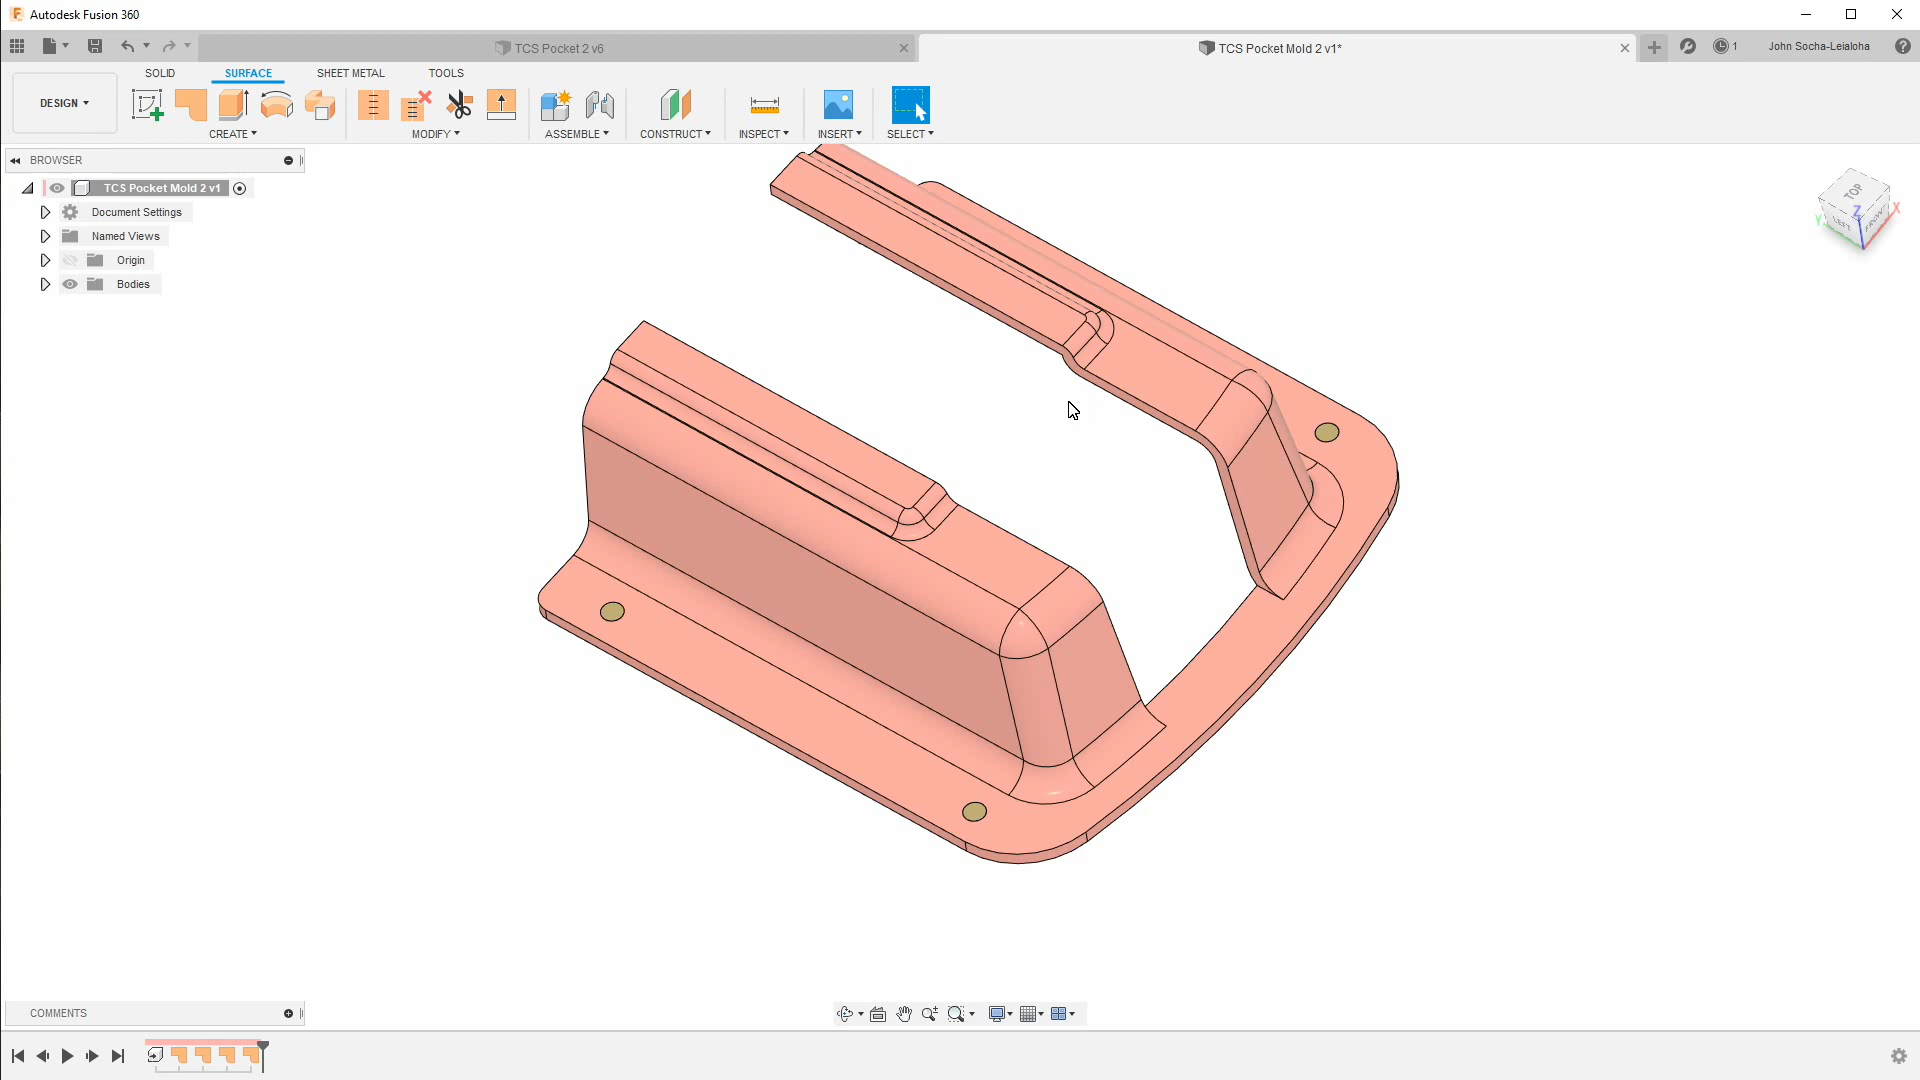 Autodesk Fusion 360
TCS Pocket 2 v6
TCS Pocket Mold 2 v1*
1
John Socha-Leialoha
SOLID
SURFACE
SHEET METAL
TOOLS
DESIGN
CREATE
MODIFY
ASSEMBLE
CONSTRUCT
INSPECT
INSERT
SELECT
BROWSER
TCS Pocket Mold 2 v1
Document Settings
Named Views
Origin
Bodies
TOP
LEFT
FRONT
X
Y
Z
COMMENTS